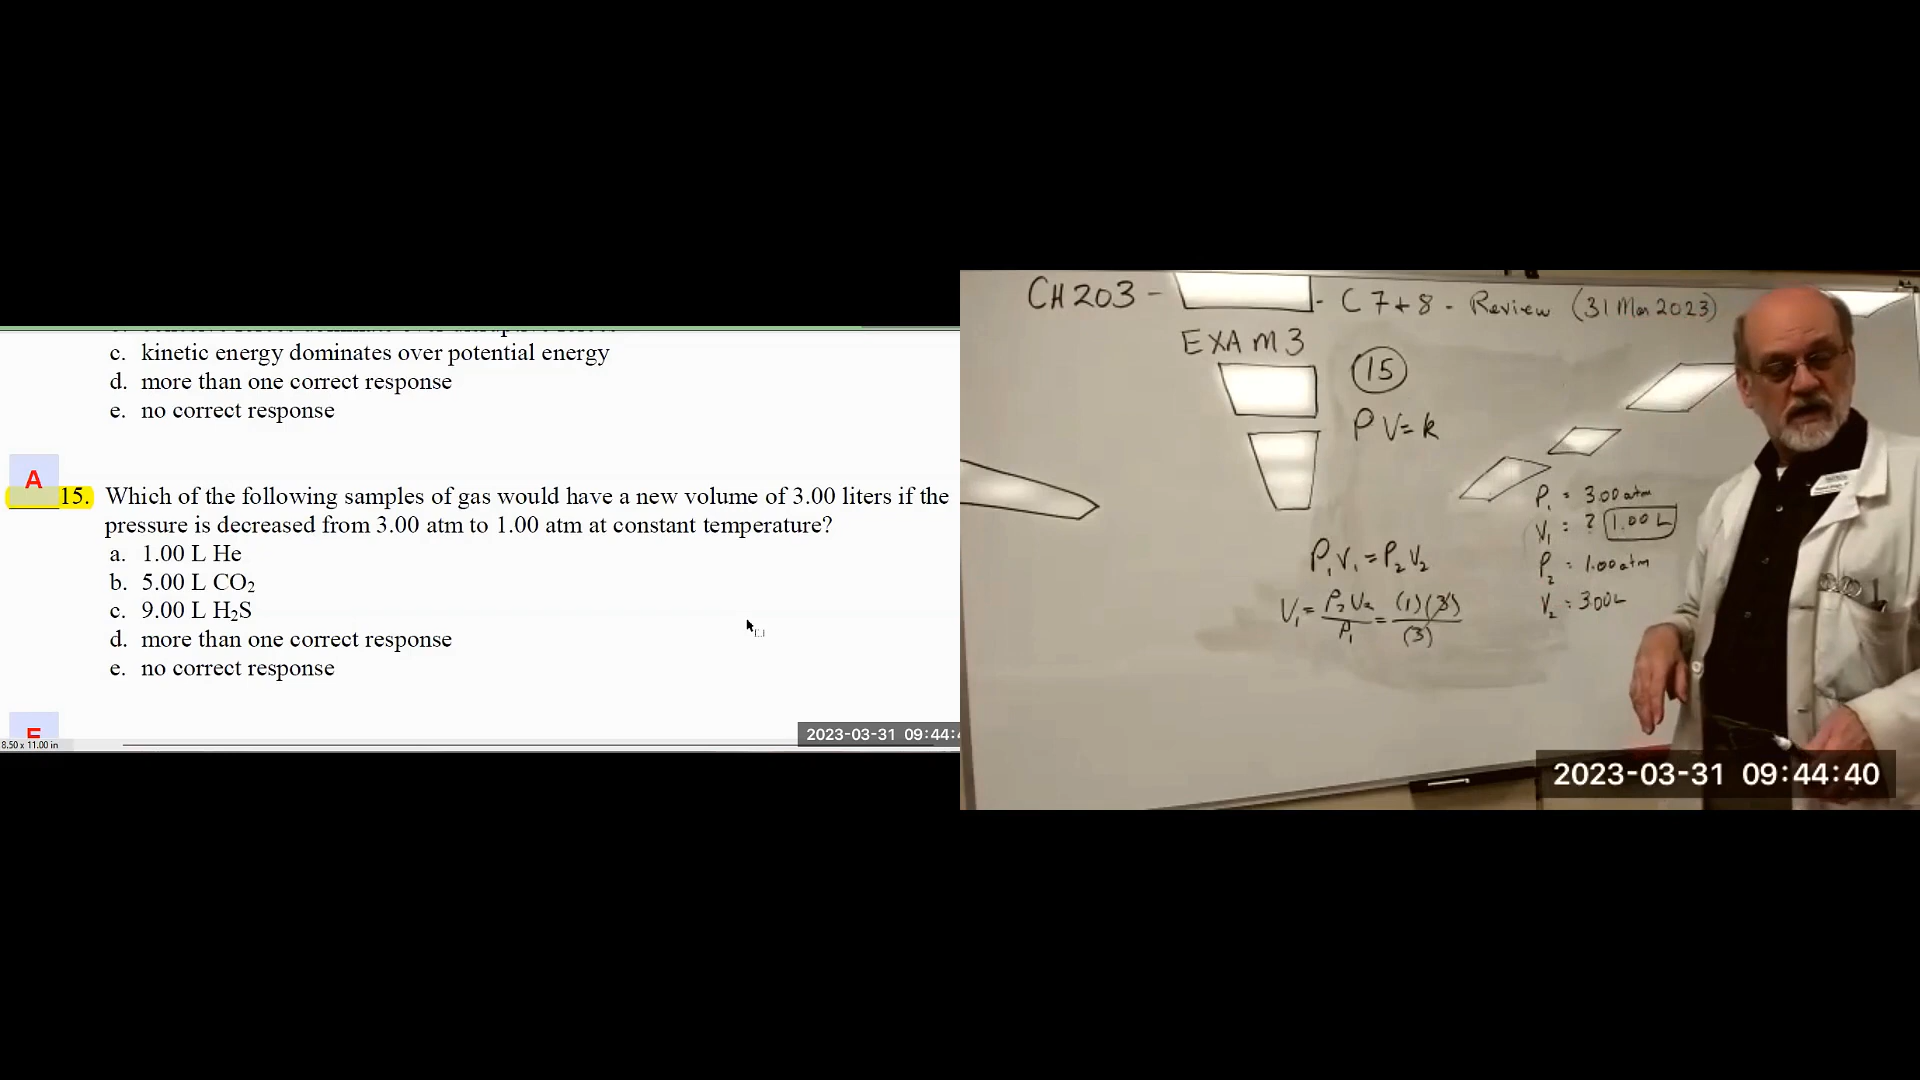 c. kinetic energy dominates over potential energy
d. more than one correct response
e. no correct response
A
15. Which of the following samples of gas would have a new volume of 3.00 liters if the
pressure is decreased from 3.00 atm to 1.00 atm at constant temperature?
a. 1.00 L He
b. 5.00 L CO₂
c. 9.00 L H₂S
d. more than one correct response
e. no correct response
8.50 x 11.00 in
2023-03-31 09:44:4
CH203 - - C 7+8 - Review (31 Mar 2023)
EXAM 3
15
PV=k
P₁ = 3.00 atm
V₁ = ? 1.00 L
P₂ = 1.00 atm
V₂ = 3.00L
P₁V₁ = P₂V₂
V₁ = P₂V₂ / P₁ = (1)(3) / (3)
2023-03-31 09:44:40